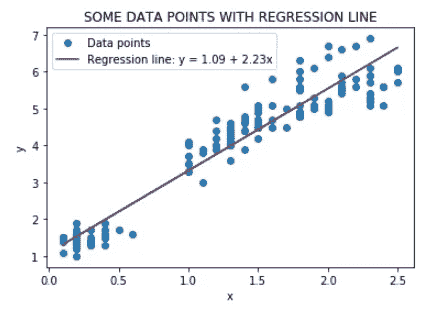 SOME DATA POINTS WITH REGRESSION LINE
Data points
Regression line: y = 1.09 + 2.23x
7
6
5
4
3
2
1
y
0.0 0.5 1.0 1.5 2.0 2.5
x